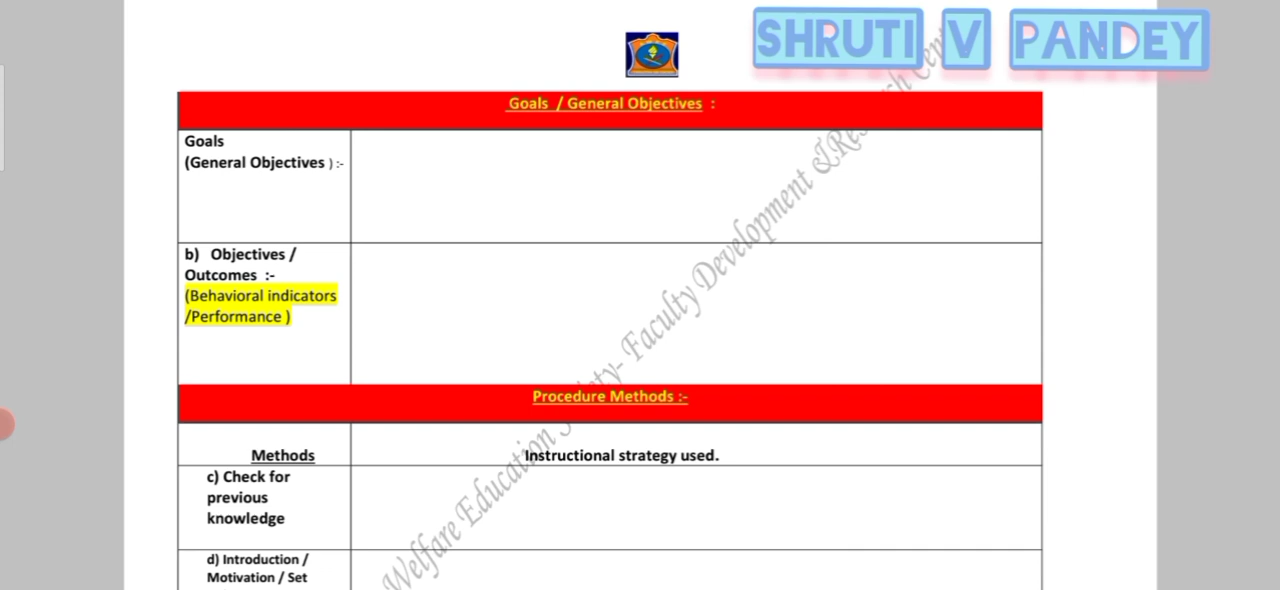 SHRUTI V PANDEY
Goals / General Objectives :
Goals
(General Objectives ) :-
b) Objectives /
Outcomes :-
(Behavioral indicators
/Performance )
Procedure Methods :-
Methods
Instructional strategy used.
c) Check for
previous
knowledge
d) Introduction /
Motivation / Set
Welfare Education
Faculty Development &